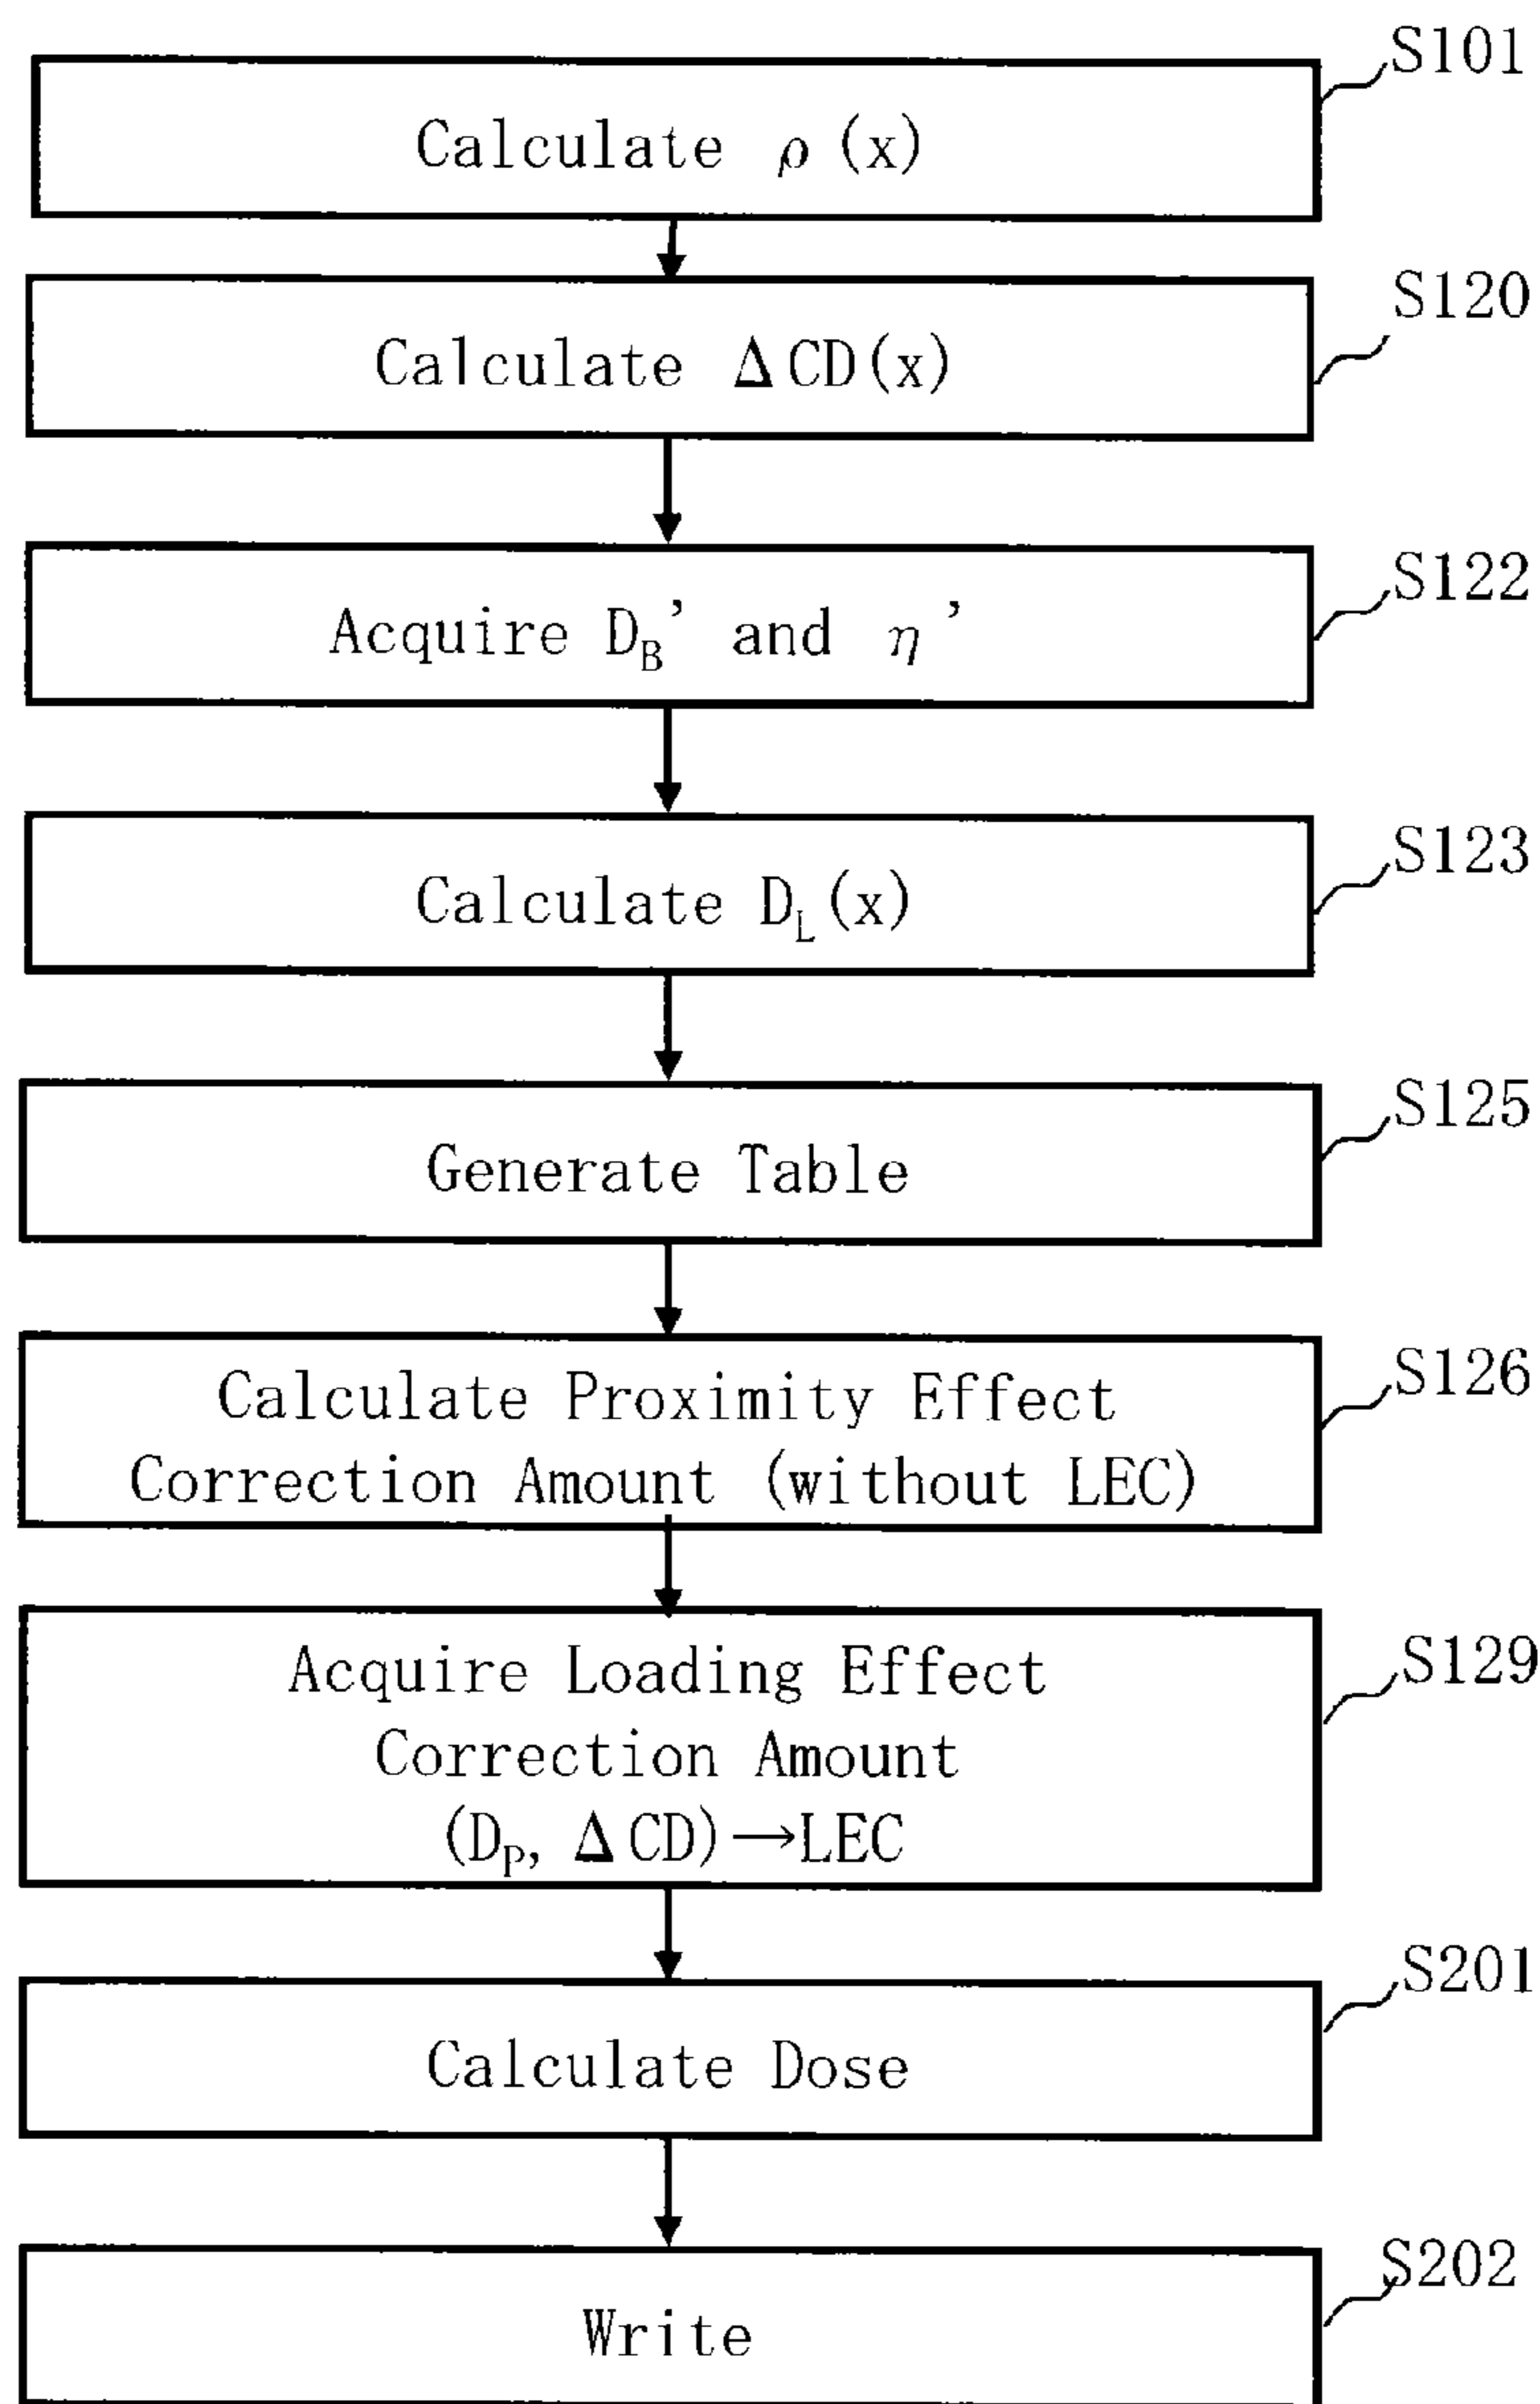 S101
Calculate ρ(x)
S120
Calculate ΔCD(x)
S122
Acquire D_B' and η'
S123
Calculate D_L(x)
S125
Generate Table
S126
Calculate Proximity Effect
Correction Amount (without LEC)
S129
Acquire Loading Effect
Correction Amount
(D_P, ΔCD)→LEC
S201
Calculate Dose
S202
Write